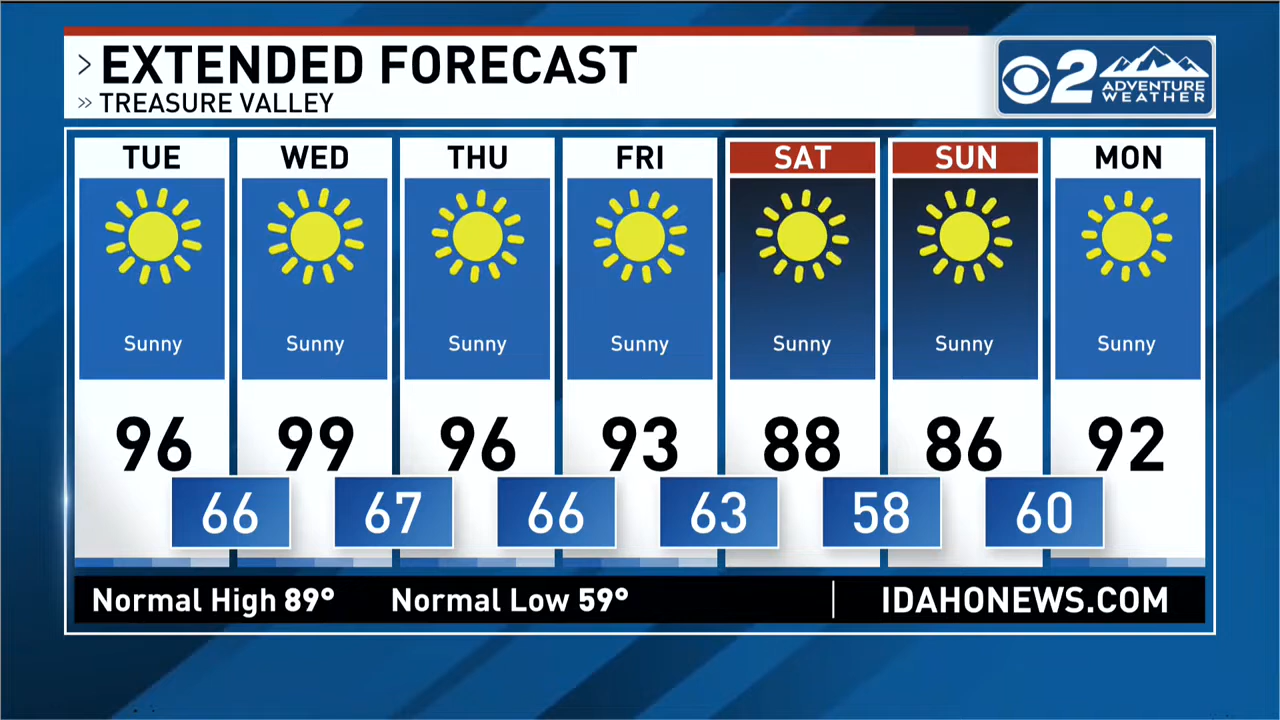 > EXTENDED FORECAST
» TREASURE VALLEY
2 ADVENTURE
WEATHER
TUE WED THU FRI SAT SUN MON
Sunny Sunny Sunny Sunny Sunny Sunny Sunny
96 99 96 93 88 86 92
66 67 66 63 58 60
Normal High 89° Normal Low 59° | IDAHONEWS.COM